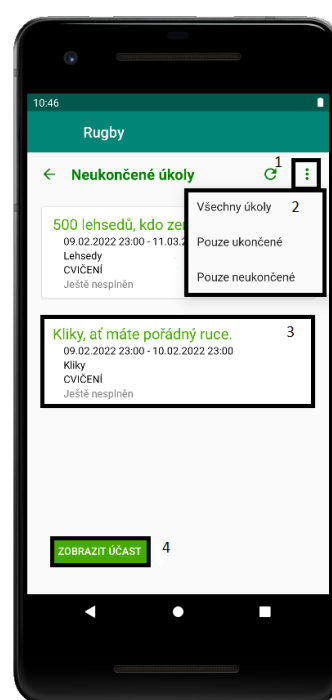 10:46
Rugby
Neukončené úkoly
1
Všechny úkoly 2
Pouze ukončené
Pouze neukončené
500 lehsedů, kdo
09.02.2022 23:00 - 11.03.2
Lehsedy
CVIČENÍ
Ještě nesplněn
Kliky, ať máte pořádný ruce. 3
09.02.2022 23:00 - 10.02.2022 23:00
Kliky
CVIČENÍ
Ještě nesplněn
ZOBRAZIT ÚČAST 4